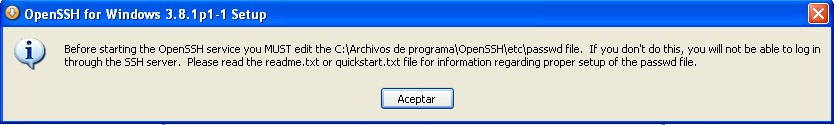 OpenSSH for Windows 3.8.1p1-1 Setup
Before starting the OpenSSH service you MUST edit the C:\Archivos de programa\OpenSSH\etc\passwd file.  If you don't do this, you will not be able to log in
through the SSH server.  Please read the readme.txt or quickstart.txt file for information regarding proper setup of the passwd file.
Aceptar